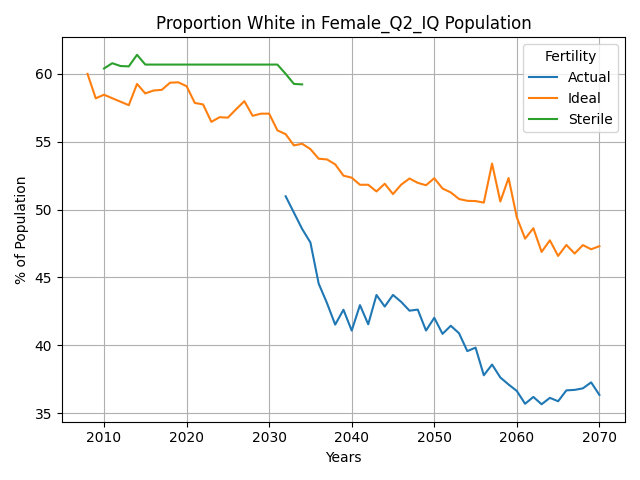 Proportion White in Female_Q2_IQ Population
Fertility
Actual
Ideal
Sterile
% of Population
60
55
50
45
40
35
2010 2020 2030 2040 2050 2060 2070
Years